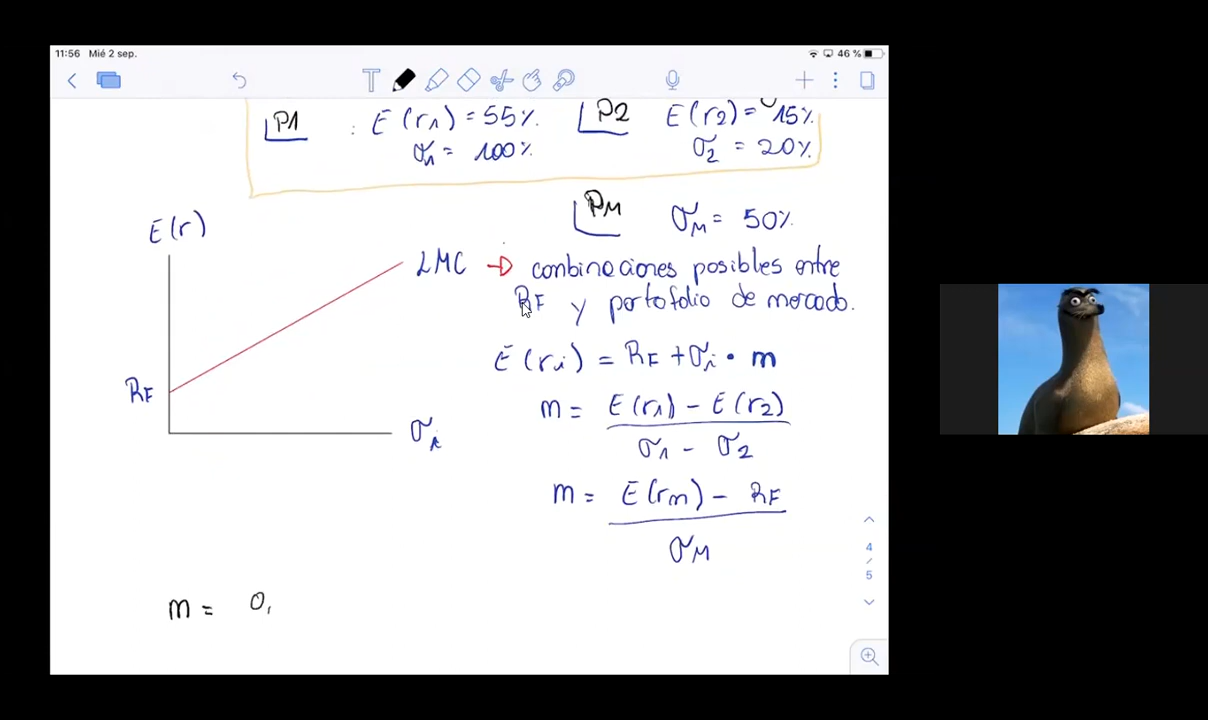 11:56 Mié 2 sep.
46 %
T
P1 : E(r1) = 55%. P2 E(r2) = 15%.
σ1 = 100% σ2 = 20%.
PM σM = 50%.
E(r)
LMC → combinaciones posibles entre
RF y portofolio de mercado.
E(ri) = RF + σi • m
RF
m = E(r1) - E(r2)
σ1 - σ2
σi
m = E(rm) - RF
σM
4
/
5
m = 0,